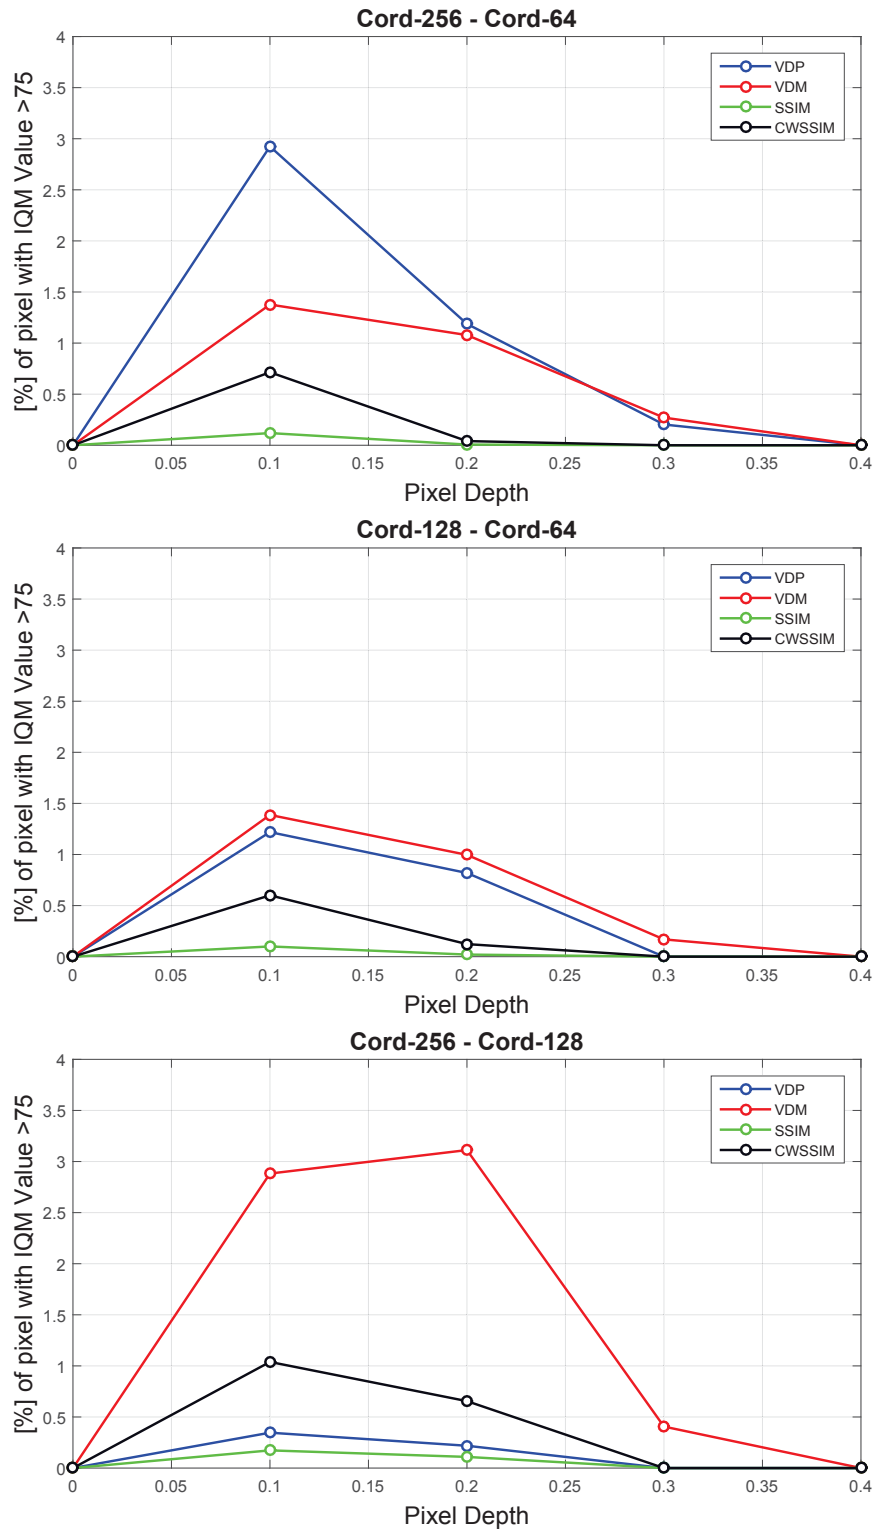 Cord-256 - Cord-64
[%] of pixel with IQM Value >75
4
3.5
3
2.5
2
1.5
1
0.5
0
VDP
VDM
SSIM
CWSSIM
0 0.05 0.1 0.15 0.2 0.25 0.3 0.35 0.4
Pixel Depth
Cord-128 - Cord-64
[%] of pixel with IQM Value >75
4
3.5
3
2.5
2
1.5
1
0.5
0
VDP
VDM
SSIM
CWSSIM
0 0.05 0.1 0.15 0.2 0.25 0.3 0.35 0.4
Pixel Depth
Cord-256 - Cord-128
[%] of pixel with IQM Value >75
4
3.5
3
2.5
2
1.5
1
0.5
0
VDP
VDM
SSIM
CWSSIM
0 0.05 0.1 0.15 0.2 0.25 0.3 0.35 0.4
Pixel Depth